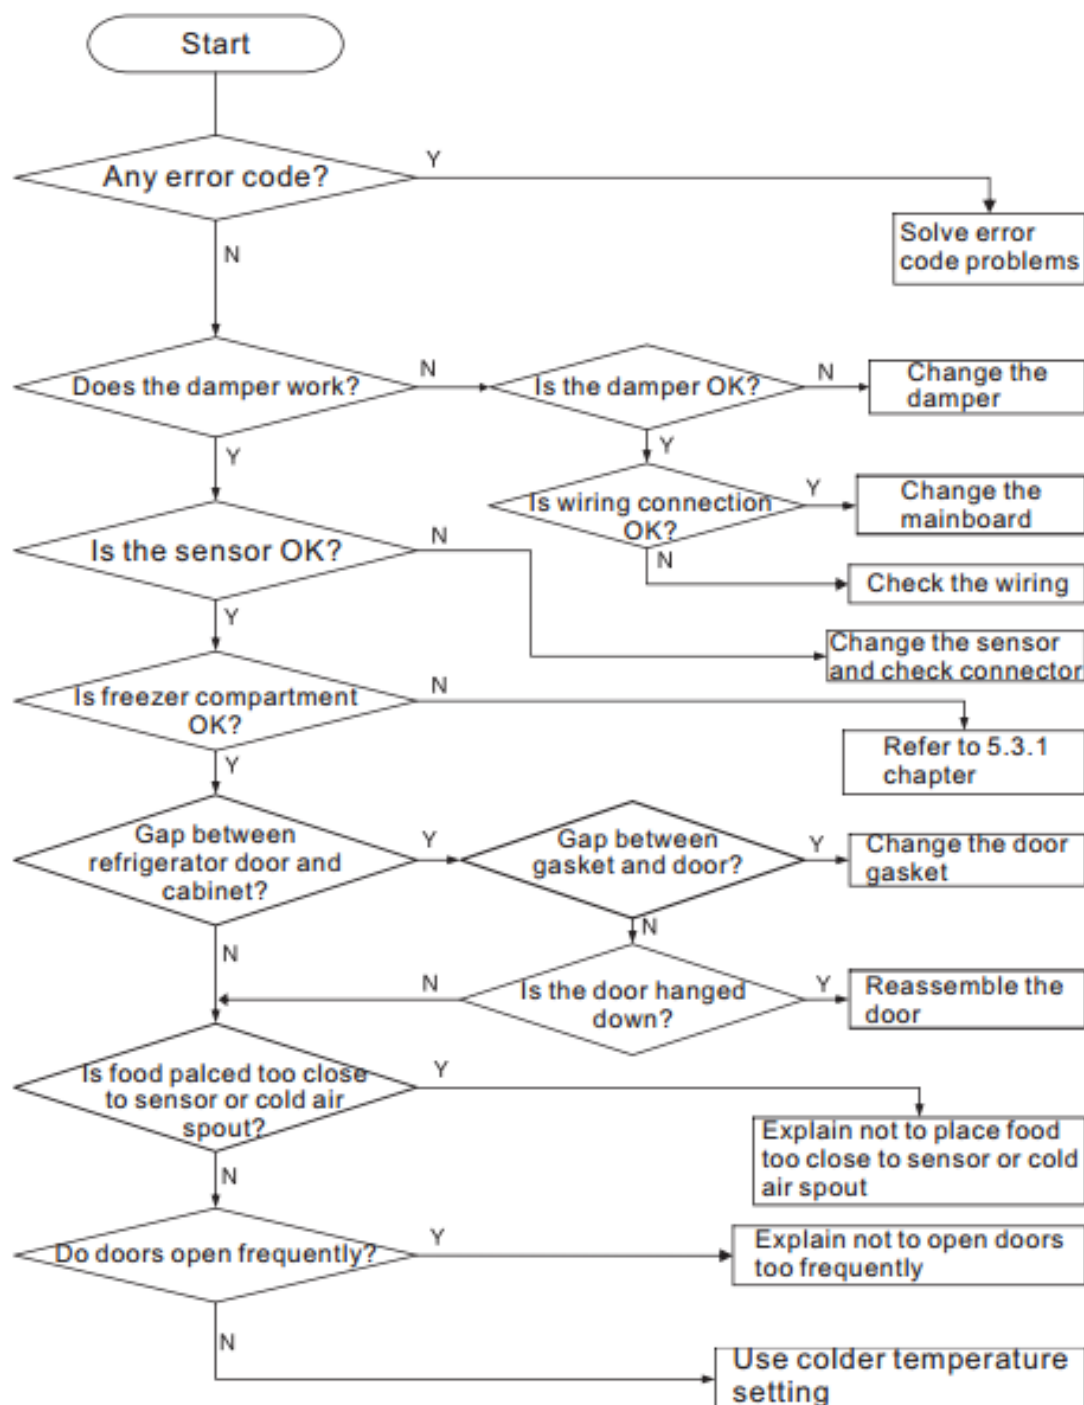 Start
Any error code?
Y
N
Solve error
code problems
Does the damper work?
N
Is the damper OK?
N
Change the
damper
Y
Y
Is wiring connection
OK?
Y
Change the
mainboard
N
Check the wiring
Is the sensor OK?
N
Change the sensor
and check connector
Y
Is freezer compartment
OK?
N
Refer to 5.3.1
chapter
Y
Gap between
refrigerator door and
cabinet?
Y
Gap between
gasket and door?
Y
Change the door
gasket
N
N
Is the door hanged
down?
N
Y
Reassemble the
door
Is food palced too close
to sensor or cold air
spout?
Y
Explain not to place food
too close to sensor or cold
air spout
N
Do doors open frequently?
Y
Explain not to open doors
too frequently
N
Use colder temperature
setting